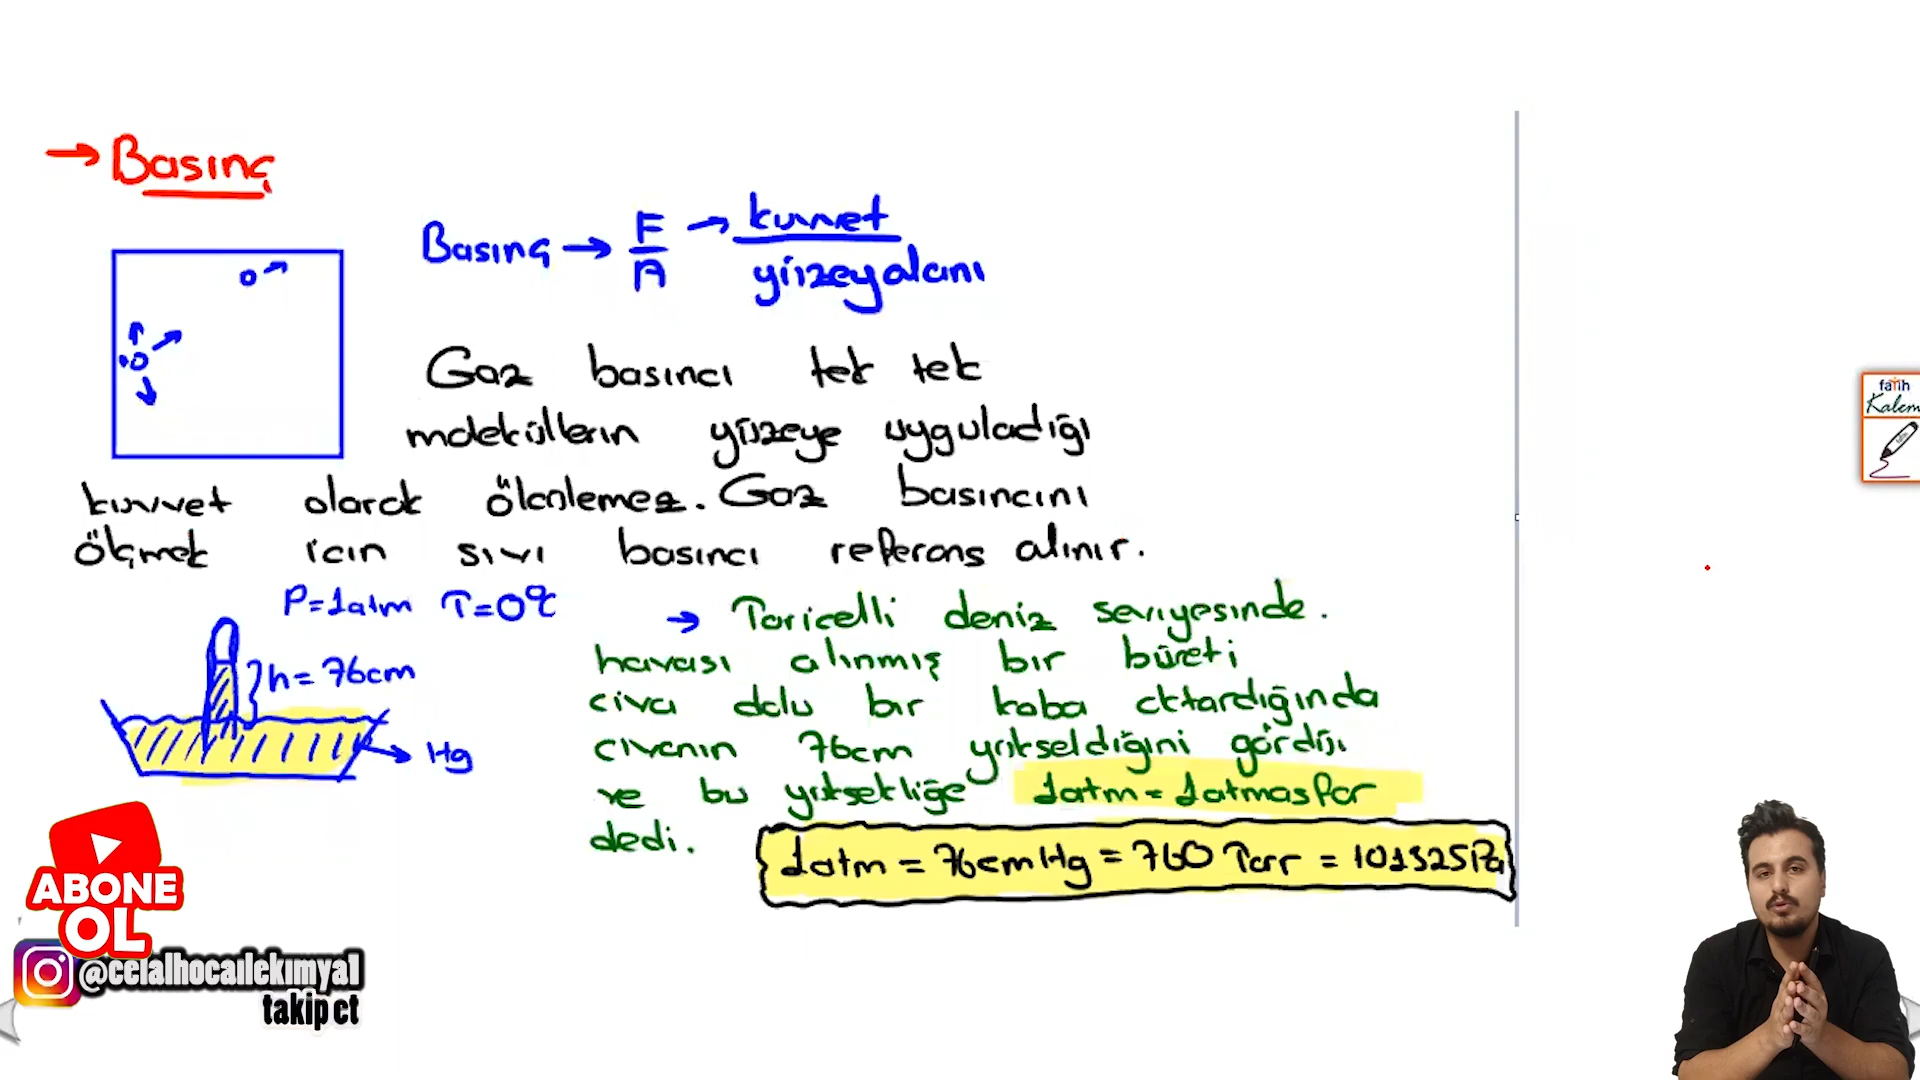 → Basınç
Basınç → F/A → kuvvet/yüzey alanı
Gaz basıncı tek tek
moleküllerin yüzeye uyguladığı
kuvvet olarak ölçülemez. Gaz basıncını
ölçmek için sıvı basıncı referans alınır.
P=1atm T=0°C
h=76cm
Hg
→ Toricelli deniz seviyesinde.
havası alınmış bir büreti
civa dolu bir kaba aktardığında
civanın 76cm yükseldiğini gördü
ve bu yüksekliğe 1atm = 1atmosfer
dedi.
1atm = 76cmHg = 760 Torr = 101325Pa
fatih
Kalem
ABONE
OL
@celalhocailekimya1
takip et